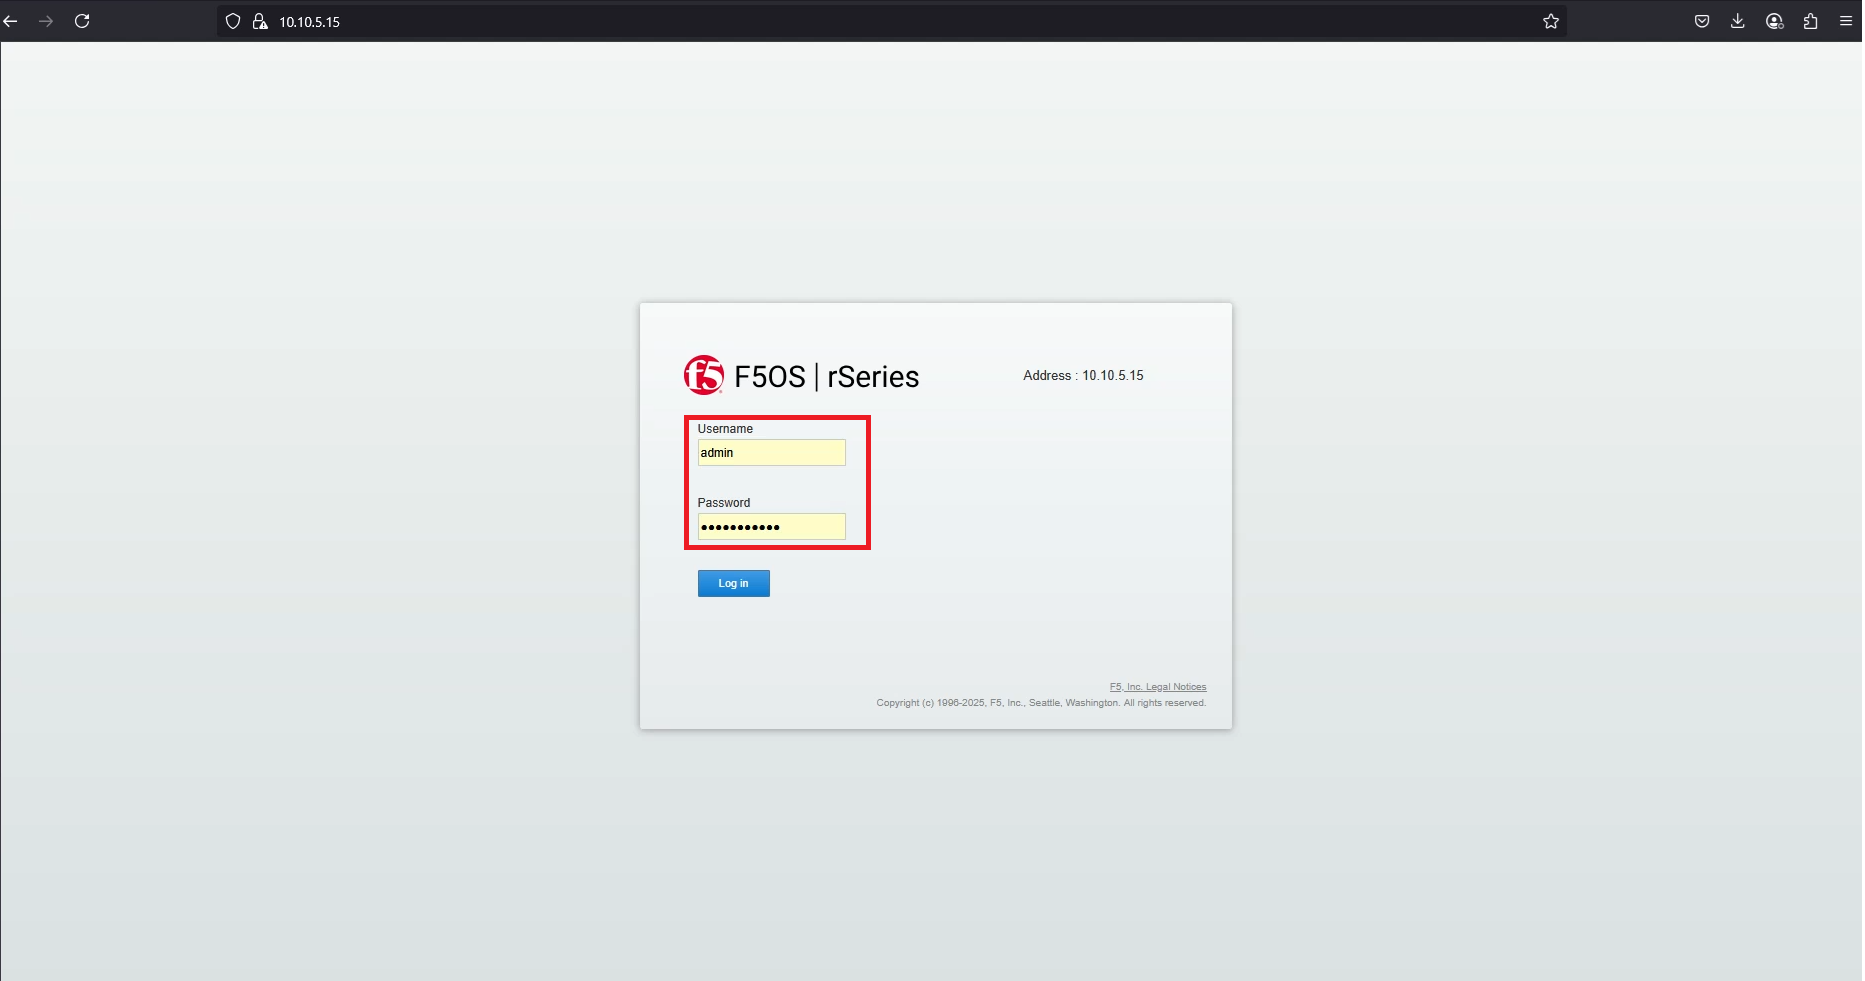 10.10.5.15
f5 F5OS | rSeries
Address : 10.10.5.15
Username
admin
Password
●●●●●●●●●●●
Log in
F5, Inc. Legal Notices
Copyright (c) 1996-2025, F5, Inc., Seattle, Washington. All rights reserved.